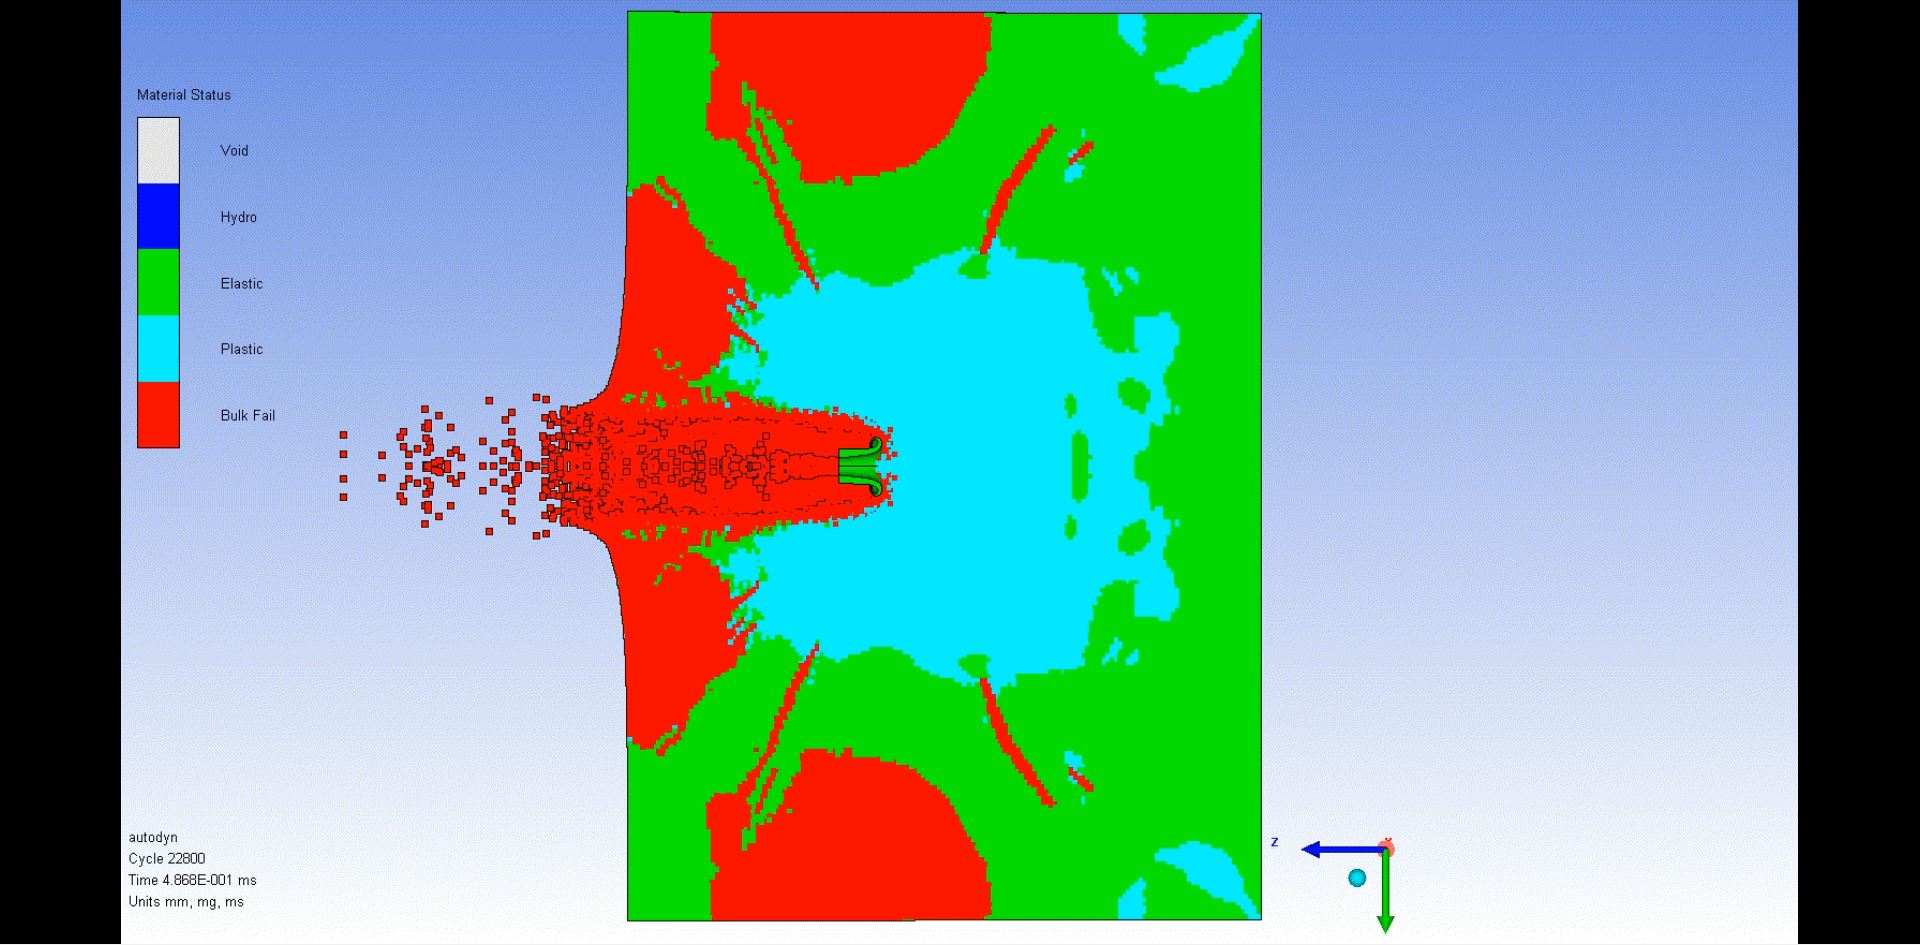 Material Status
Void
Hydro
Elastic
Plastic
Bulk Fail
autodyn
Cycle 22800
Time 4.868E-001 ms
Units mm, mg, ms
Z